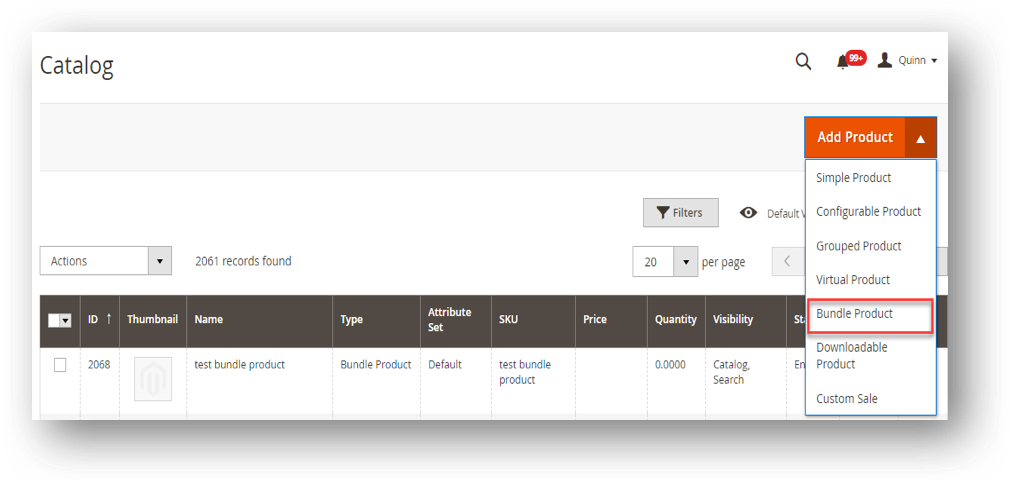 Catalog
99+
Quinn
Add Product
Simple Product
Configurable Product
Grouped Product
Virtual Product
Bundle Product
Downloadable
Product
Custom Sale
Filters
Default V
Actions
2061 records found
20
per page
ID ↑ Thumbnail Name Type Attribute Set SKU Price Quantity Visibility Sta
2068 test bundle product Bundle Product Default test bundle product 0.0000 Catalog, Search En